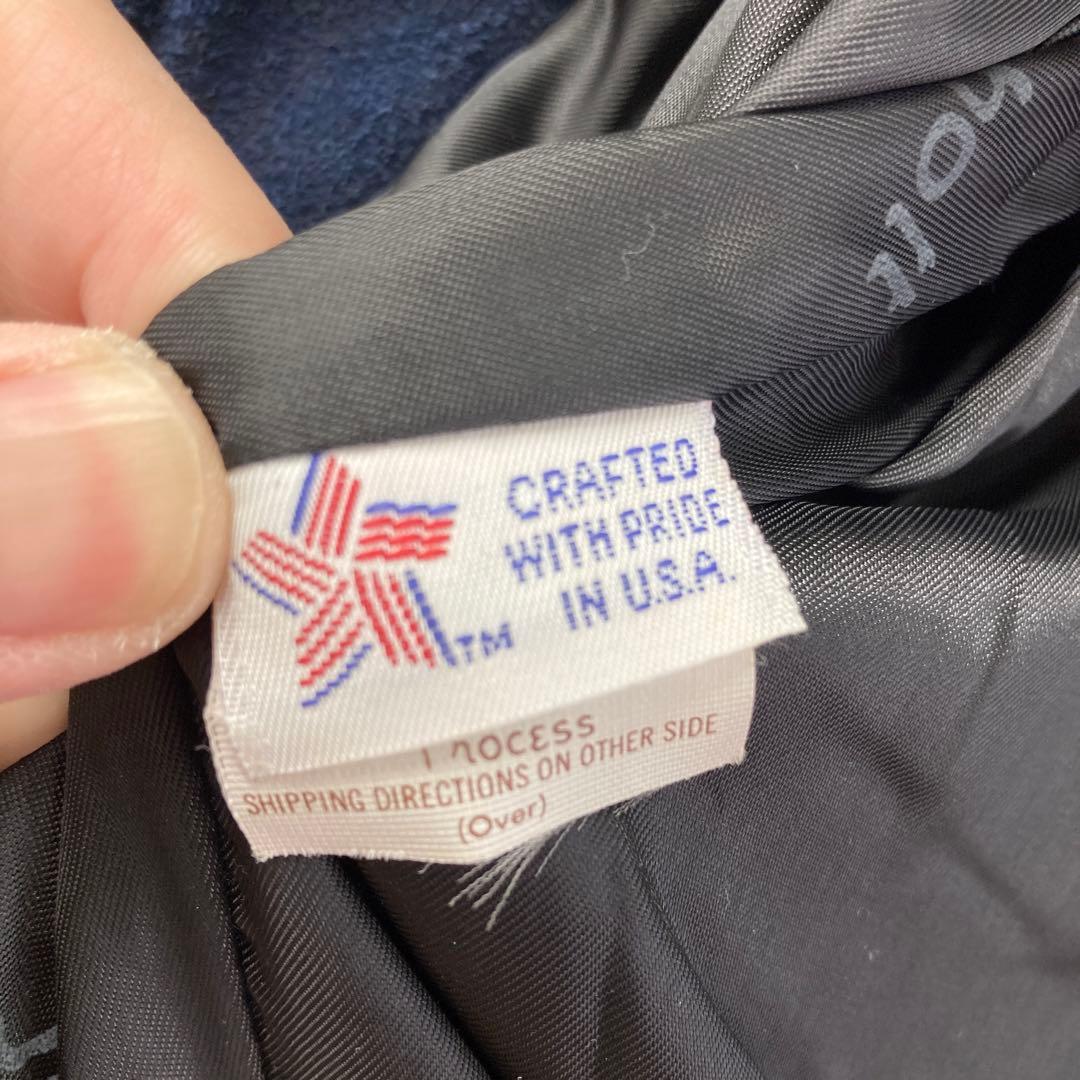 CRAFTED
WITH PRIDE
IN U.S.A.
TM
PROCESS
SHIPPING DIRECTIONS ON OTHER SIDE
(Over)